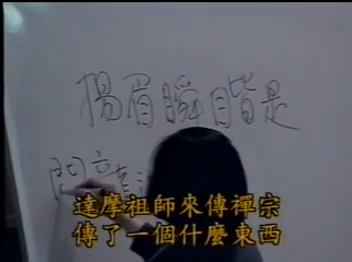 揚眉瞬目皆是
問
達摩祖師來傳禪宗
傳了一個什麼東西